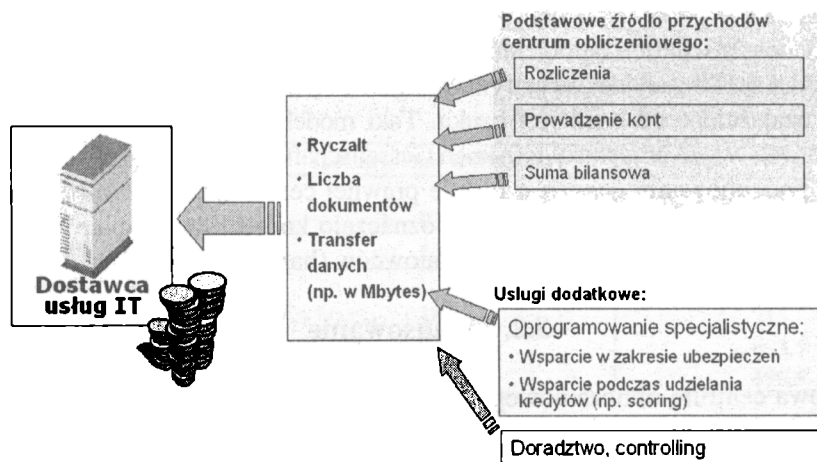 Podstawowe źródło przychodów
centrum obliczeniowego:
Rozliczenia
Prowadzenie kont
Suma bilansowa
• Ryczałt
• Liczba
dokumentów
• Transfer
danych
(np. w Mbytes)
Dostawca
usług IT
Usługi dodatkowe:
Oprogramowanie specjalistyczne:
• Wsparcie w zakresie ubezpieczeń
• Wsparcie podczas udzielania
kredytów (np. scoring)
Doradztwo, controlling